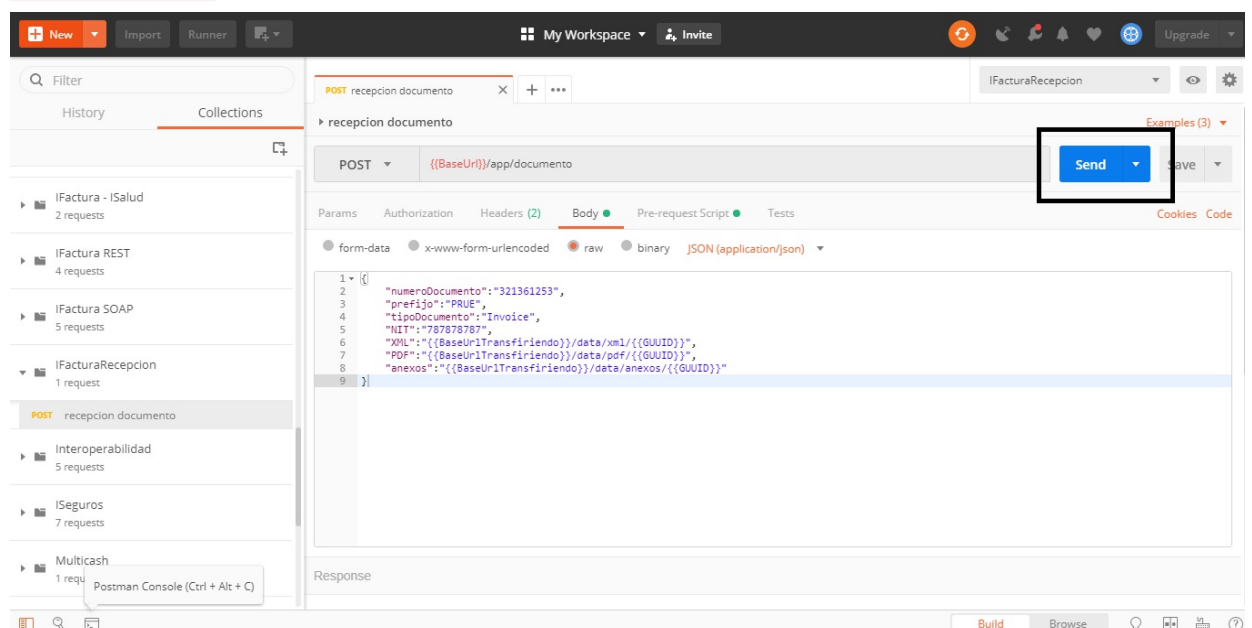 New
Import
Runner
My Workspace
Invite
Upgrade
Filter
History
Collections
IFactura - ISalud
2 requests
IFactura REST
4 requests
IFactura SOAP
5 requests
IFacturaRecepcion
1 request
POST recepcion documento
Interoperabilidad
5 requests
ISeguros
7 requests
Multicash
1 requ
Postman Console (Ctrl + Alt + C)
POST recepcion documento
IFacturaRecepcion
recepcion documento
Examples (3)
POST {{BaseUrl}}/app/documento
Send
Save
Params Authorization Headers (2) Body Pre-request Script Tests
Cookies Code
form-data x-www-form-urlencoded raw binary JSON (application/json)
1 {
2 "numeroDocumento":"321361253",
3 "prefijo":"PRUE",
4 "tipoDocumento":"Invoice",
5 "NIT":"787878787",
6 "XML":"{{BaseUrlTransfiriendo}}/data/xml/{{GUUID}}",
7 "PDF":"{{BaseUrlTransfiriendo}}/data/pdf/{{GUUID}}",
8 "anexos":"{{BaseUrlTransfiriendo}}/data/anexos/{{GUUID}}"
9 }
Response
Build
Browse